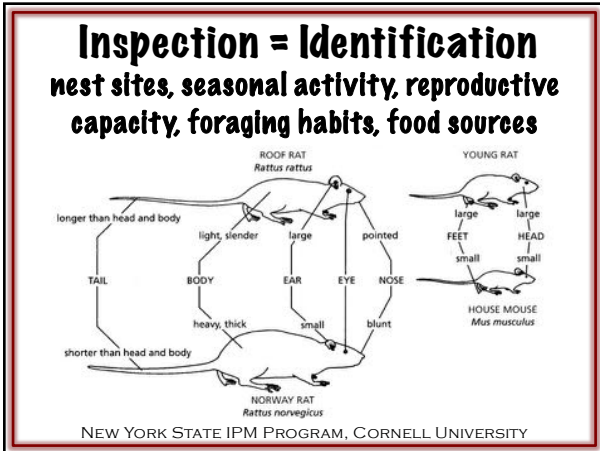 Inspection = Identification
nest sites, seasonal activity, reproductive
capacity, foraging habits, food sources
ROOF RAT
Rattus rattus
longer than head and body
light, slender
large
pointed
TAIL
BODY
EAR
EYE
NOSE
heavy, thick
small
blunt
shorter than head and body
NORWAY RAT
Rattus norvegicus
YOUNG RAT
large
large
FEET
HEAD
small
small
HOUSE MOUSE
Mus musculus
NEW YORK STATE IPM PROGRAM, CORNELL UNIVERSITY